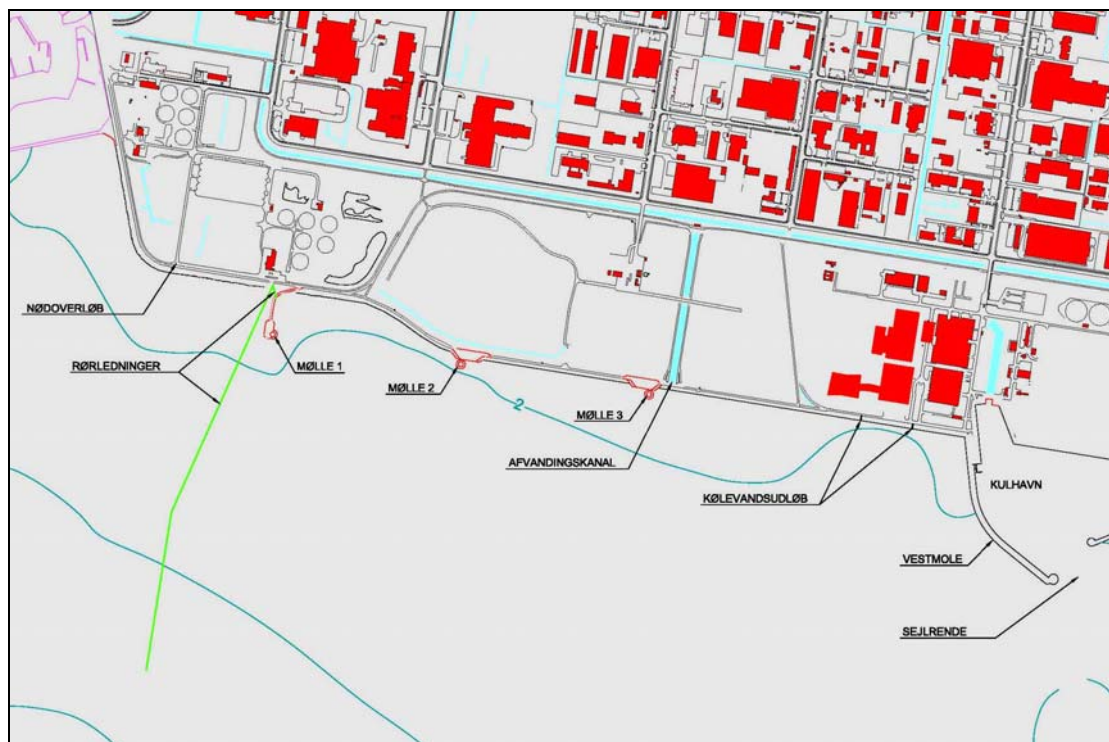 NØDOVERLØB
RØRLEDNINGER
MØLLE 1
MØLLE 2
2
MØLLE 3
AFVANDINGSKANAL
KØLEVANDSUDLØB
KULHAVN
VESTMOLE
SEJLRENDE